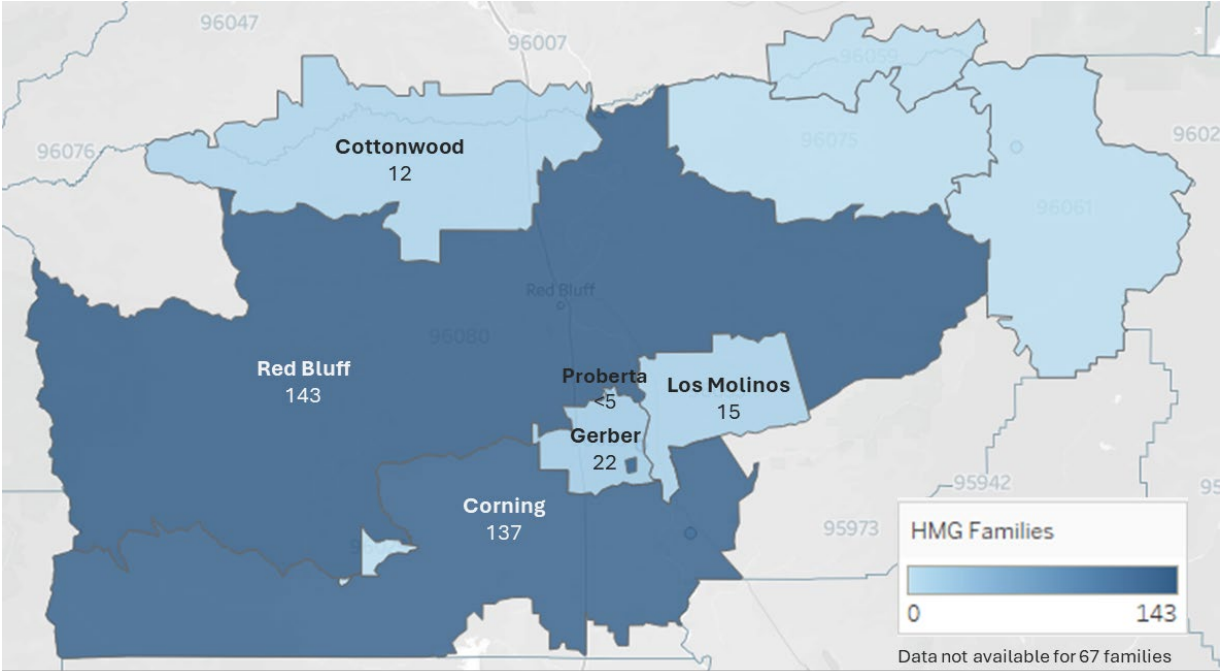 96047
96007
96059
Cottonwood
12
96076
96075
9602
96061
Red Bluff
96080
Red Bluff
143
Proberta
<5
Los Molinos
15
Gerber
22
Corning
137
95942
95
95973
HMG Families
0
143
Data not available for 67 families